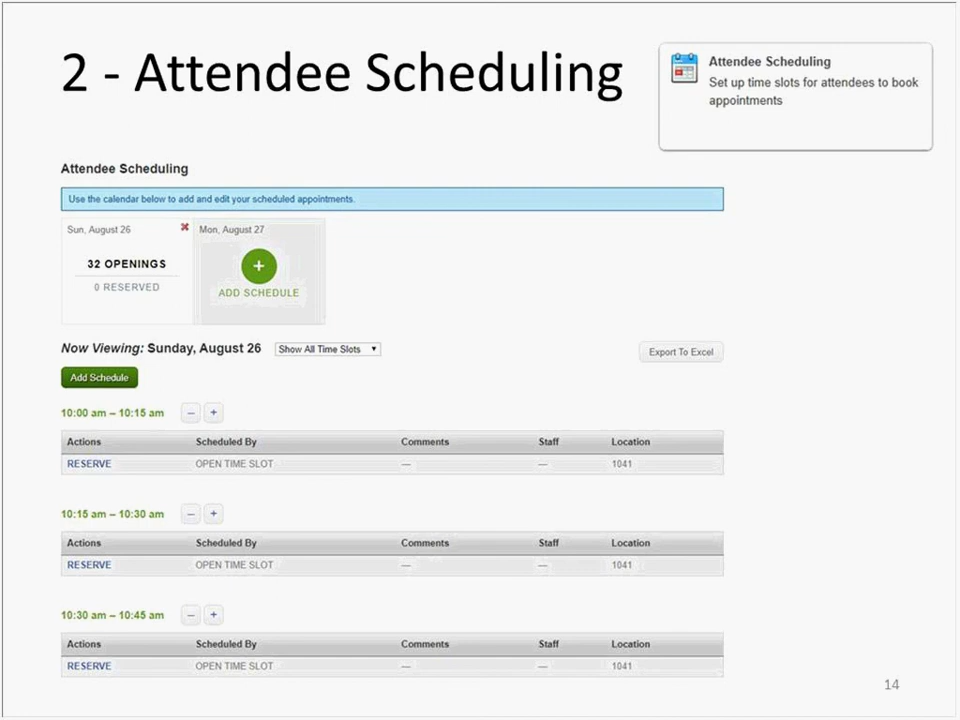 2 - Attendee Scheduling
Attendee Scheduling
Set up time slots for attendees to book
appointments
Attendee Scheduling
Use the calendar below to add and edit your scheduled appointments.
Sun, August 26 ✖ Mon, August 27
32 OPENINGS
0 RESERVED
+
ADD SCHEDULE
Now Viewing: Sunday, August 26 Show All Time Slots ▼ Export To Excel
Add Schedule
10:00 am – 10:15 am – +
Actions Scheduled By Comments Staff Location
RESERVE OPEN TIME SLOT — — 1041
10:15 am – 10:30 am – +
Actions Scheduled By Comments Staff Location
RESERVE OPEN TIME SLOT — — 1041
10:30 am – 10:45 am – +
Actions Scheduled By Comments Staff Location
RESERVE OPEN TIME SLOT — — 1041
14